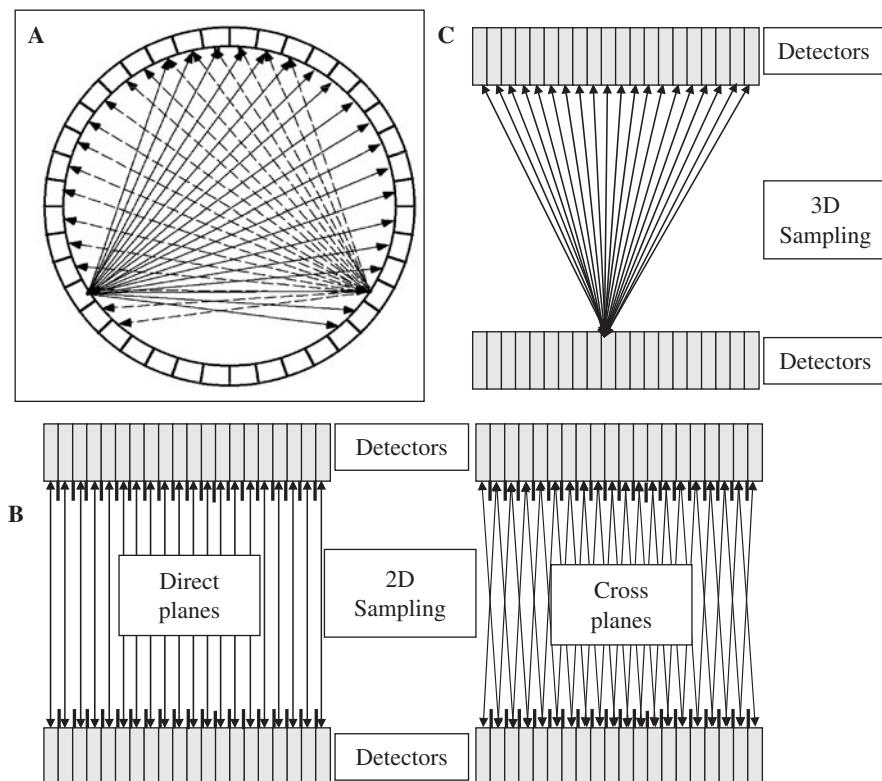 A
C
Detectors
3D
Sampling
Detectors
B
Detectors
Direct
planes
2D
Sampling
Cross
planes
Detectors